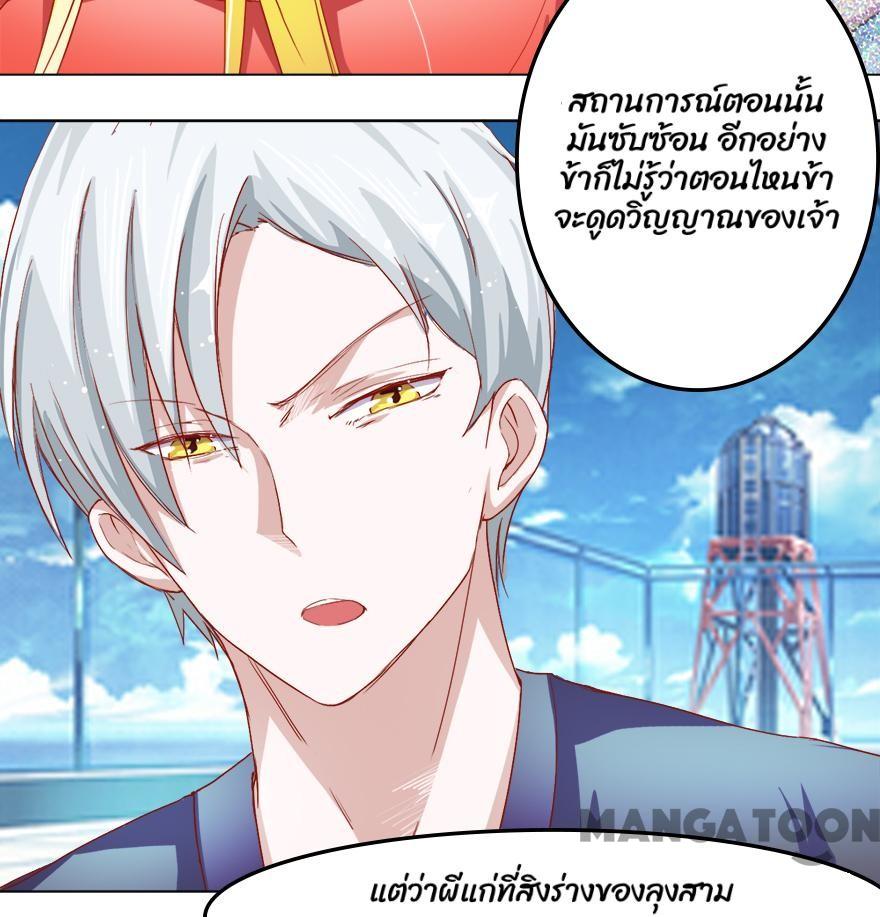 สถานการณ์ตอนนั้น
มันซับซ้อน อีกอย่าง
ข้าก็ไม่รู้ว่าตอนไหนข้า
จะดูดวิญญาณของเจ้า
MANGATOON
แต่ว่าผีแก่ที่สิงร่างของลุงสาม